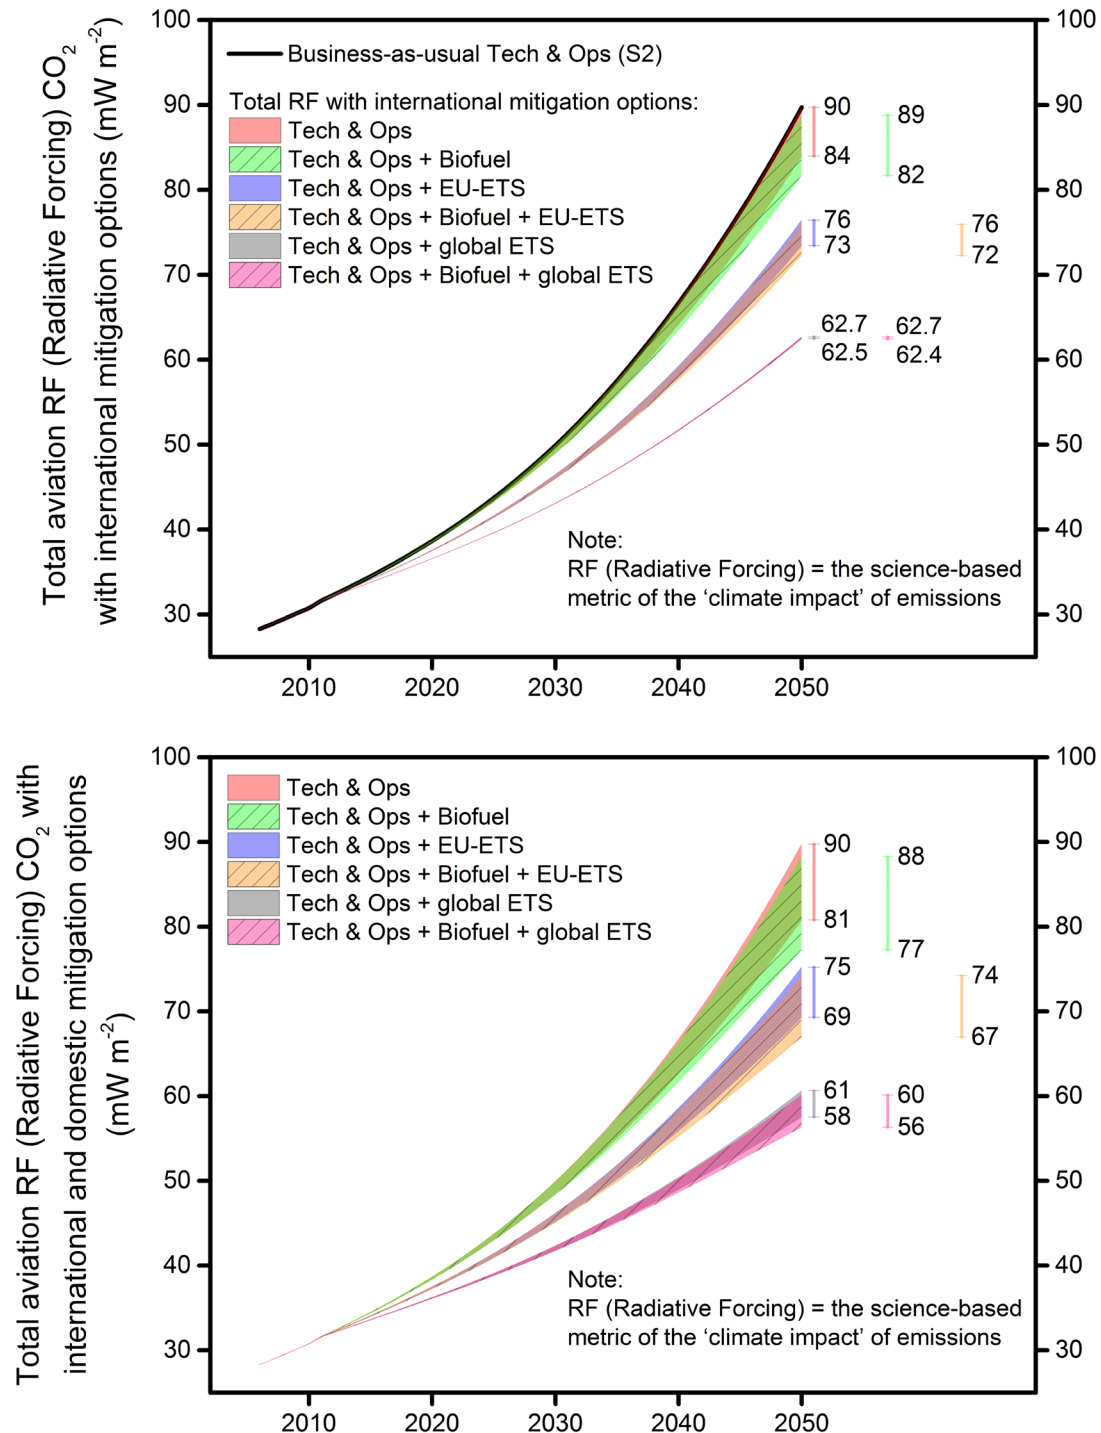 Total aviation RF (Radiative Forcing) CO2
with international mitigation options (mW m-2)
100
90
80
70
60
50
40
30
Business-as-usual Tech & Ops (S2)
Total RF with international mitigation options:
Tech & Ops
Tech & Ops + Biofuel
Tech & Ops + EU-ETS
Tech & Ops + Biofuel + EU-ETS
Tech & Ops + global ETS
Tech & Ops + Biofuel + global ETS
90
84
89
82
76
73
76
72
62.7
62.5
62.7
62.4
Note:
RF (Radiative Forcing) = the science-based
metric of the ‘climate impact’ of emissions
100
90
80
70
60
50
40
30
2010 2020 2030 2040 2050
Total aviation RF (Radiative Forcing) CO2 with
international and domestic mitigation options
(mW m-2)
100
90
80
70
60
50
40
30
Tech & Ops
Tech & Ops + Biofuel
Tech & Ops + EU-ETS
Tech & Ops + Biofuel + EU-ETS
Tech & Ops + global ETS
Tech & Ops + Biofuel + global ETS
90
81
88
77
75
69
74
67
61
58
60
56
Note:
RF (Radiative Forcing) = the science-based
metric of the ‘climate impact’ of emissions
100
90
80
70
60
50
40
30
2010 2020 2030 2040 2050